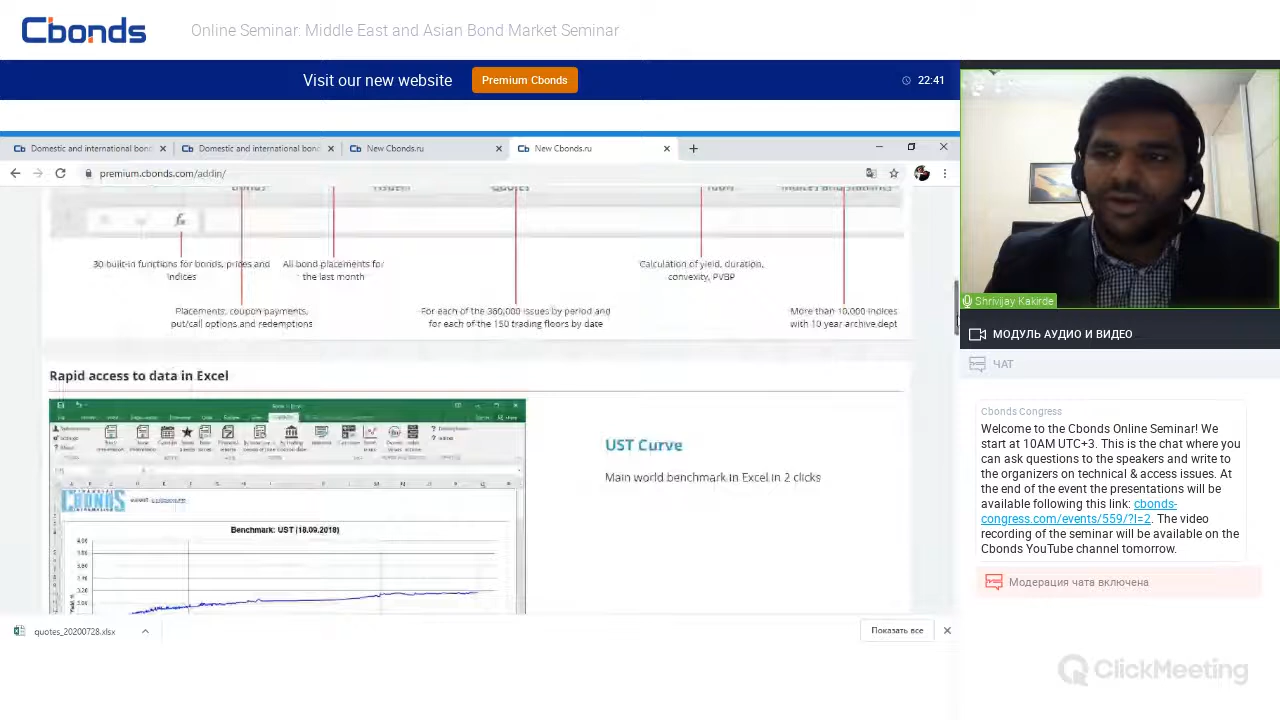 Cbonds
Online Seminar: Middle East and Asian Bond Market Seminar
Visit our new website
Premium Cbonds
22:41
Domestic and international bon
Domestic and international bon
New Cbonds.ru
New Cbonds.ru
premium.cbonds.com/addin/
fx
30 built-in functions for bonds, prices and
indices
All bond placements for
the last month
Calculation of yield, duration,
convexity, PVBP
Placements, coupon payments,
put/call options and redemptions
For each of the 360,000 issues by period and
for each of the 150 trading floors by date
More than 10,000 indices
with 10 year archive dept
Rapid access to data in Excel
CBONDS
Benchmark: UST (18.09.2018)
UST Curve
Main world benchmark in Excel in 2 clicks
quotes_20200728.xlsx
Показать все
Shrivijay Kakirde
МОДУЛЬ АУДИО И ВИДЕО
ЧАТ
Cbonds Congress
Welcome to the Cbonds Online Seminar! We
start at 10AM UTC+3. This is the chat where you
can ask questions to the speakers and write to
the organizers on technical & access issues. At
the end of the event the presentations will be
available following this link: cbonds-
congress.com/events/559/?l=2. The video
recording of the seminar will be available on the
Cbonds YouTube channel tomorrow.
Модерация чата включена
ClickMeeting